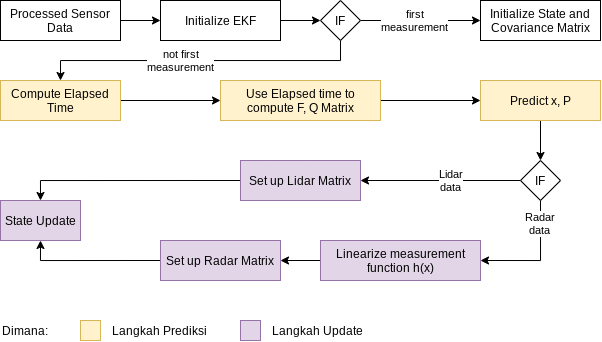 Processed Sensor
Data
Initialize EKF
IF
first
measurement
Initialize State and
Covariance Matrix
not first
measurement
Compute Elapsed
Time
Use Elapsed time to
compute F, Q Matrix
Predict x, P
IF
Lidar
data
Set up Lidar Matrix
State Update
Radar
data
Linearize measurement
function h(x)
Set up Radar Matrix
Dimana:
Langkah Prediksi
Langkah Update